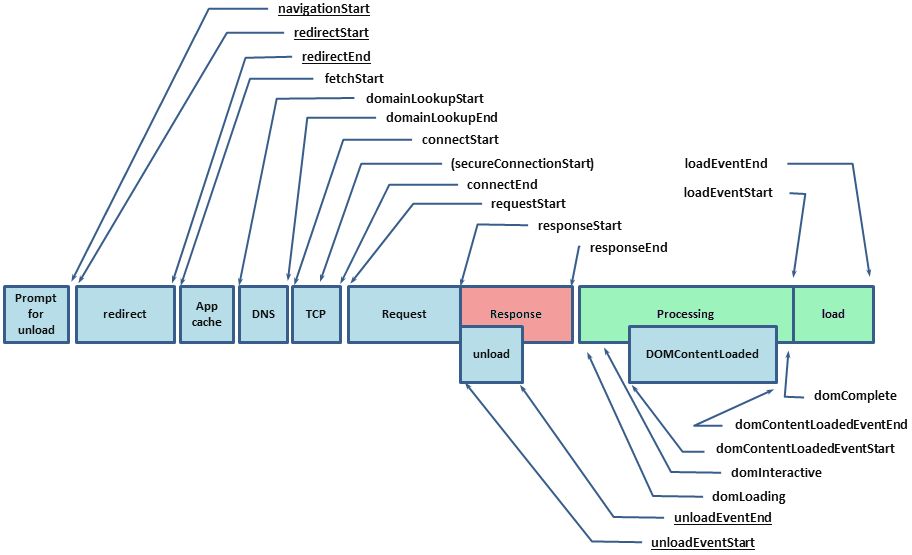 navigationStart
redirectStart
redirectEnd
fetchStart
domainLookupStart
domainLookupEnd
connectStart
(secureConnectionStart)
loadEventEnd
connectEnd
loadEventStart
requestStart
responseStart
responseEnd
Prompt
for
unload
redirect
App
cache
DNS
TCP
Request
Response
Processing
load
unload
DOMContentLoaded
domComplete
domContentLoadedEventEnd
domContentLoadedEventStart
domInteractive
domLoading
unloadEventEnd
unloadEventStart